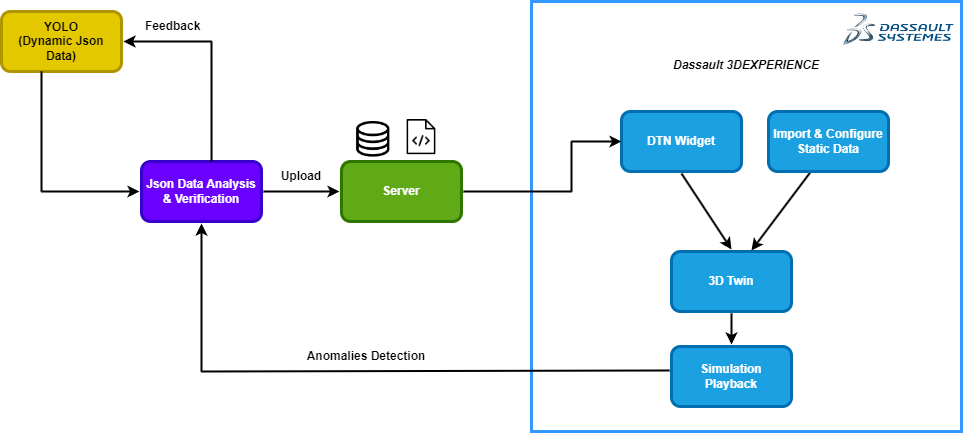 YOLO
(Dynamic Json
Data)
Feedback
DASSAULT
SYSTEMES
Dassault 3DEXPERIENCE
DTN Widget
Import & Configure
Static Data
Json Data Analysis
& Verification
Upload
Server
3D Twin
Anomalies Detection
Simulation
Playback